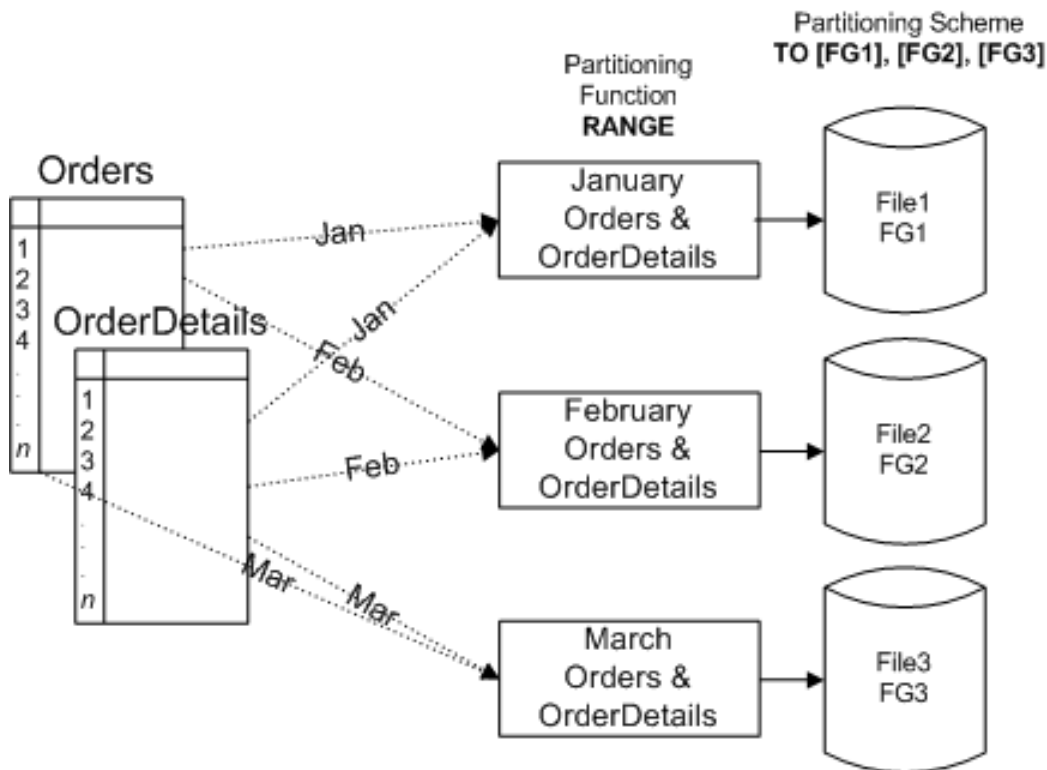 Partitioning Scheme
TO [FG1], [FG2], [FG3]
Partitioning
Function
RANGE
Orders
1
2
3
4
.
.
.
n
OrderDetails
1
2
3
4
.
.
.
n
Jan
Jan
Feb
Feb
Mar
Mar
January
Orders &
OrderDetails
File1
FG1
February
Orders &
OrderDetails
File2
FG2
March
Orders &
OrderDetails
File3
FG3